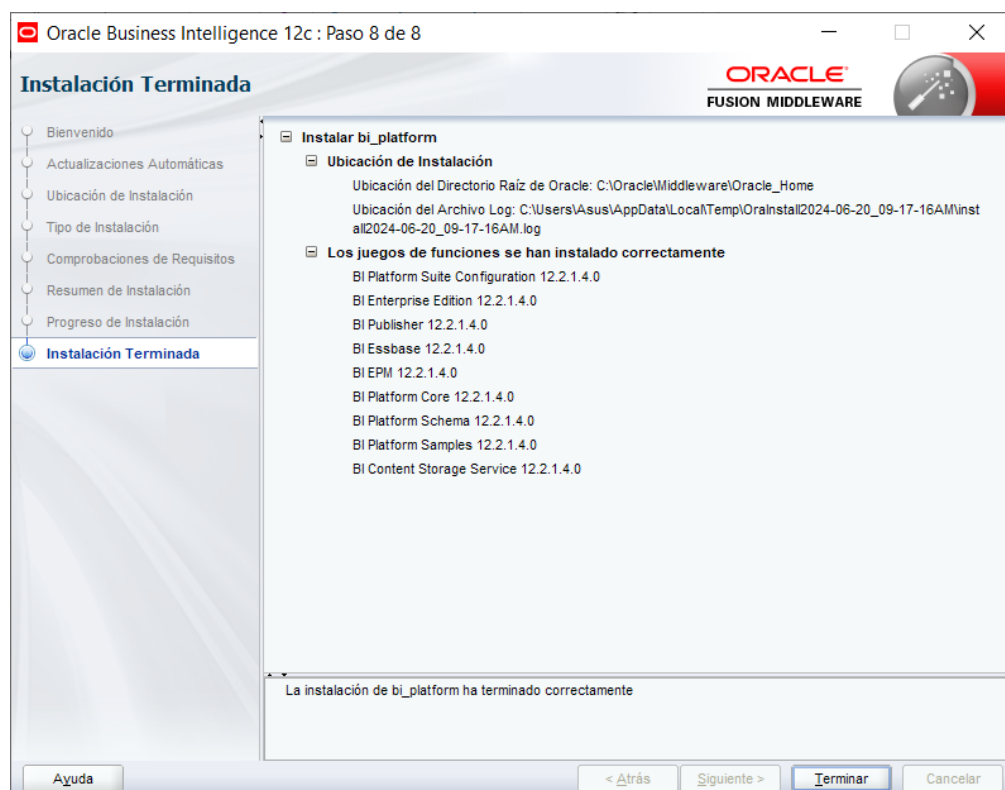 Oracle Business Intelligence 12c : Paso 8 de 8
Instalación Terminada
ORACLE
FUSION MIDDLEWARE
Bienvenido
Actualizaciones Automáticas
Ubicación de Instalación
Tipo de Instalación
Comprobaciones de Requisitos
Resumen de Instalación
Progreso de Instalación
Instalación Terminada
Instalar bi_platform
Ubicación de Instalación
Ubicación del Directorio Raíz de Oracle: C:\Oracle\Middleware\Oracle_Home
Ubicación del Archivo Log: C:\Users\Asus\AppData\Local\Temp\OraInstall2024-06-20_09-17-16AM\inst
all2024-06-20_09-17-16AM.log
Los juegos de funciones se han instalado correctamente
BI Platform Suite Configuration 12.2.1.4.0
BI Enterprise Edition 12.2.1.4.0
BI Publisher 12.2.1.4.0
BI Essbase 12.2.1.4.0
BI EPM 12.2.1.4.0
BI Platform Core 12.2.1.4.0
BI Platform Schema 12.2.1.4.0
BI Platform Samples 12.2.1.4.0
BI Content Storage Service 12.2.1.4.0
La instalación de bi_platform ha terminado correctamente
Ayuda
< Atrás
Siguiente >
Terminar
Cancelar